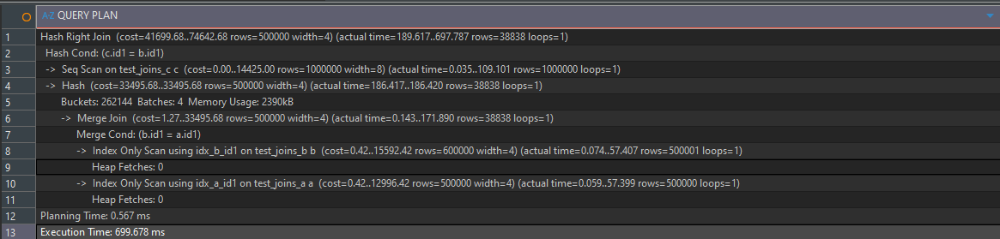 A-Z QUERY PLAN
1 Hash Right Join (cost=41699.68..74642.68 rows=500000 width=4) (actual time=189.617..697.787 rows=38838 loops=1)
2 Hash Cond: (c.id1 = b.id1)
3 -> Seq Scan on test_joins_c c (cost=0.00..14425.00 rows=1000000 width=8) (actual time=0.035..109.101 rows=1000000 loops=1)
4 -> Hash (cost=33495.68..33495.68 rows=500000 width=4) (actual time=186.417..186.420 rows=38838 loops=1)
5 Buckets: 262144 Batches: 4 Memory Usage: 2390kB
6 -> Merge Join (cost=1.27..33495.68 rows=500000 width=4) (actual time=0.143..171.890 rows=38838 loops=1)
7 Merge Cond: (b.id1 = a.id1)
8 -> Index Only Scan using idx_b_id1 on test_joins_b b (cost=0.42..15592.42 rows=600000 width=4) (actual time=0.074..57.407 rows=500001 loops=1)
9 Heap Fetches: 0
10 -> Index Only Scan using idx_a_id1 on test_joins_a a (cost=0.42..12996.42 rows=500000 width=4) (actual time=0.059..57.399 rows=500000 loops=1)
11 Heap Fetches: 0
12 Planning Time: 0.567 ms
13 Execution Time: 699.678 ms